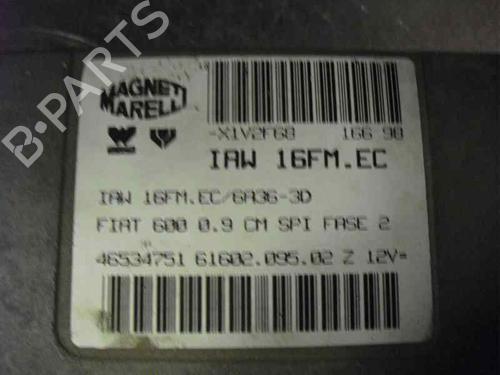 B-PARTS
MAGNETI
MARELLI
-X1V2F68 166 98
IAW 16FM.EC
IAW 16FM.EC/6A36-3D
FIAT 600 0.9 CM SPI FASE 2
46534751 61602.095.02 Z 12V=